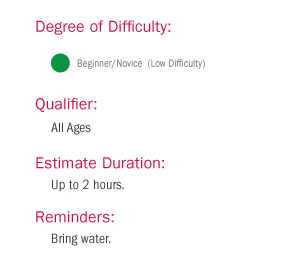 Degree of Difficulty:
Beginner/Novice (Low Difficulty)
Qualifier:
All Ages
Estimate Duration:
Up to 2 hours.
Reminders:
Bring water.